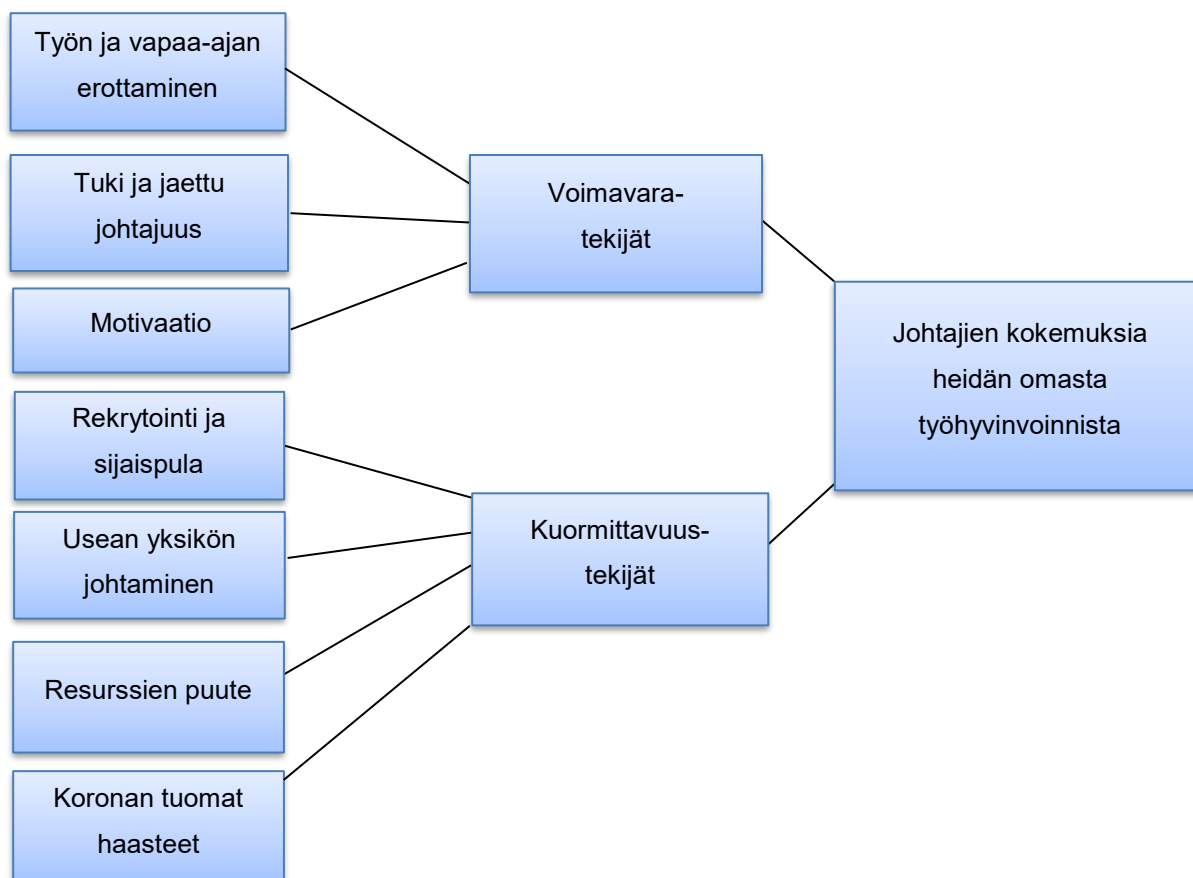 Työn ja vapaa-ajan
erottaminen
Tuki ja jaettu
johtajuus
Motivaatio
Rekrytointi ja
sijaispula
Usean yksikön
johtaminen
Resurssien puute
Koronan tuomat
haasteet
Voimavara-
tekijät
Kuormittavuus-
tekijät
Johtajien kokemuksia
heidän omasta
työhyvinvoinnista